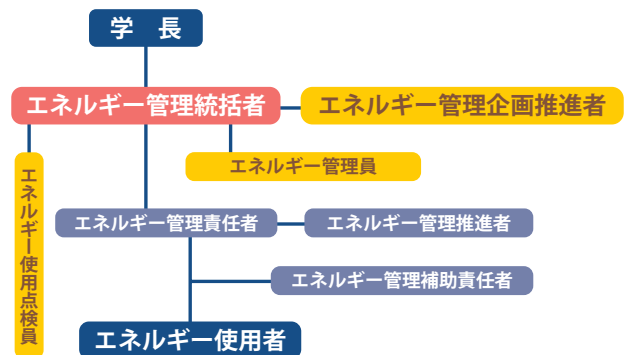 学 長
エネルギー管理統括者
エネルギー管理企画推進者
エネルギー管理員
エネルギー使用点検員
エネルギー管理責任者
エネルギー管理推進者
エネルギー管理補助責任者
エネルギー使用者